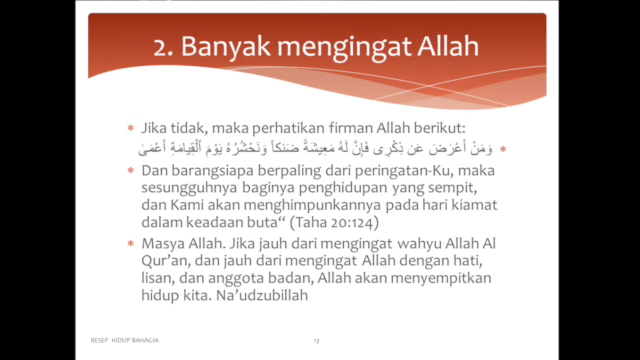 2. Banyak mengingat Allah
* Jika tidak, maka perhatikan firman Allah berikut:
* وَمَنْ أَعْرَضَ عَن ذِكْرِى فَإِنَّ لَهُ مَعِيشَةً ضَنكاً وَنَحْشُرُهُ يَوْمَ ٱلْقِيَامَةِ أَعْمَىٰ
* Dan barangsiapa berpaling dari peringatan-Ku, maka
sesungguhnya baginya penghidupan yang sempit,
dan Kami akan menghimpunkannya pada hari kiamat
dalam keadaan buta“ (Taha 20:124)
* Masya Allah. Jika jauh dari mengingat wahyu Allah Al
Qur’an, dan jauh dari mengingat Allah dengan hati,
lisan, dan anggota badan, Allah akan menyempitkan
hidup kita. Na’udzubillah
RESEP HIDUP BAHAGIA
13